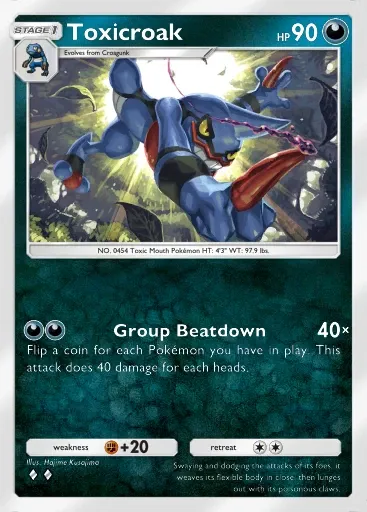 STAGE 1
Toxicroak
HP 90
Evolves from Croagunk
NO. 0454 Toxic Mouth Pokémon HT: 4'3" WT: 97.9 lbs.
Group Beatdown 40×
Flip a coin for each Pokémon you have in play. This
attack does 40 damage for each heads.
weakness +20
retreat
Illus. Hajime Kusajima
Swaying and dodging the attacks of its foes, it
weaves its flexible body in close, then lunges
out with its poisonous claws.